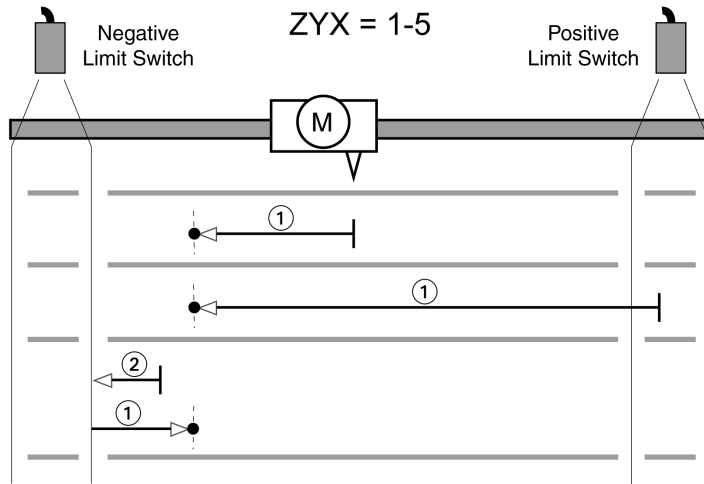 ZYX = 1-5
Negative
Limit Switch
Positive
Limit Switch
M
1
1
2
1